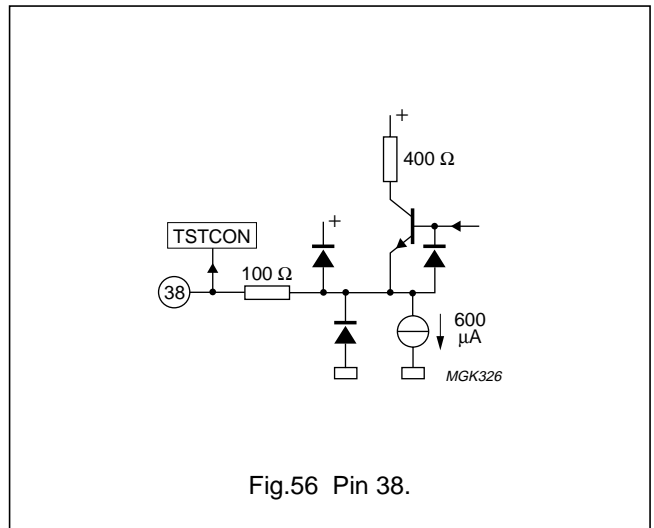 +
400 Ω
+
TSTCON
100 Ω
38
600
µA
MGK326
Fig.56 Pin 38.